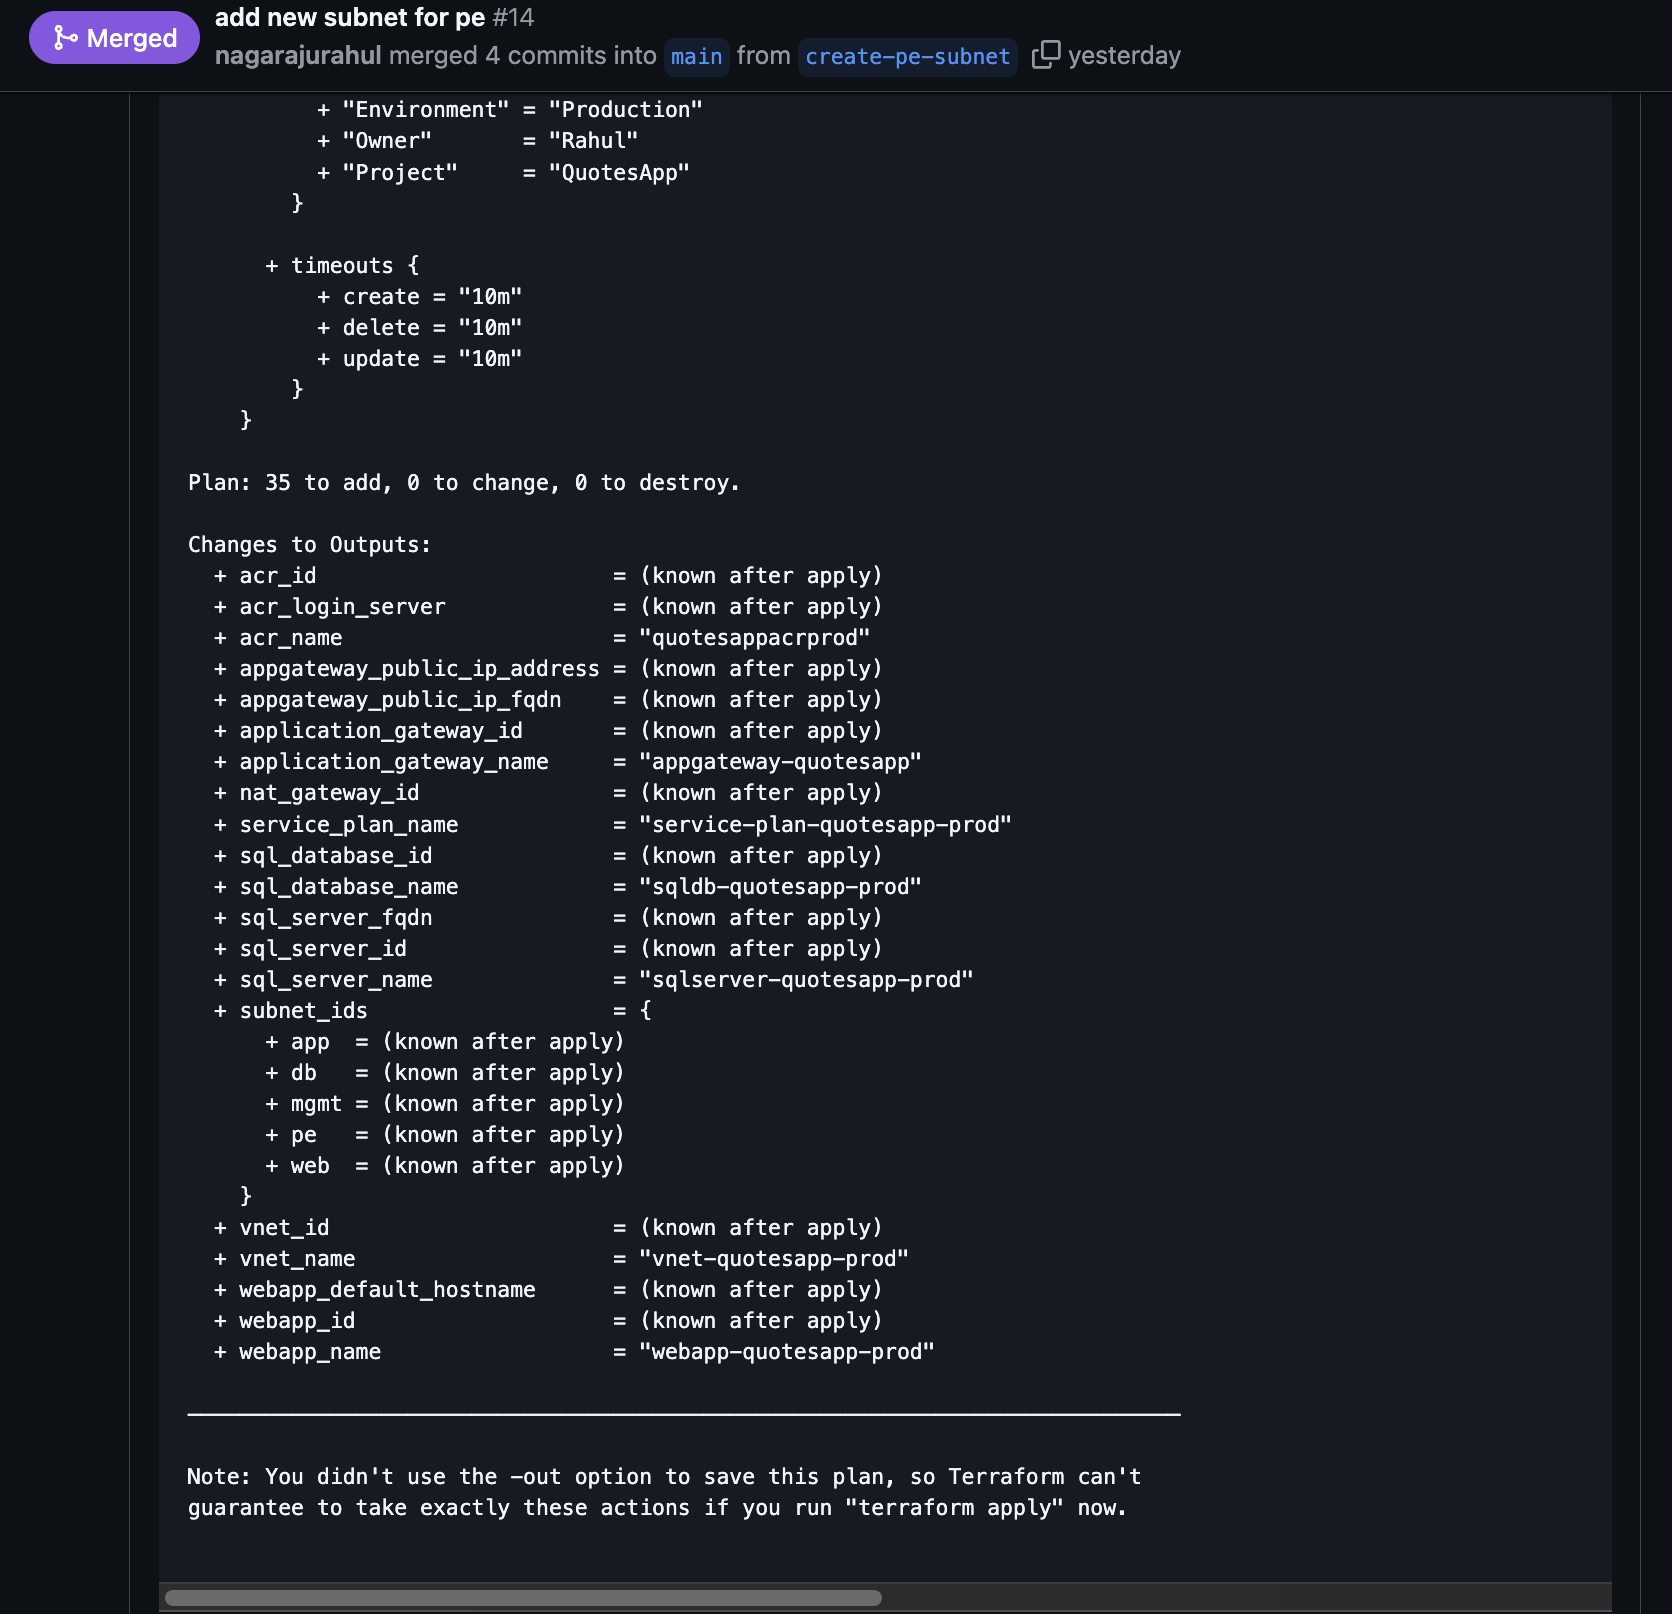 Merged
add new subnet for pe #14
nagarajurahul merged 4 commits into main from create-pe-subnet yesterday
+ "Environment" = "Production"
+ "Owner"       = "Rahul"
+ "Project"     = "QuotesApp"
}
+ timeouts {
+ create = "10m"
+ delete = "10m"
+ update = "10m"
}
}
Plan: 35 to add, 0 to change, 0 to destroy.
Changes to Outputs:
+ acr_id                       = (known after apply)
+ acr_login_server             = (known after apply)
+ acr_name                     = "quotesappacrprod"
+ appgateway_public_ip_address = (known after apply)
+ appgateway_public_ip_fqdn    = (known after apply)
+ application_gateway_id       = (known after apply)
+ application_gateway_name     = "appgateway-quotesapp"
+ nat_gateway_id               = (known after apply)
+ service_plan_name            = "service-plan-quotesapp-prod"
+ sql_database_id              = (known after apply)
+ sql_database_name            = "sqldb-quotesapp-prod"
+ sql_server_fqdn              = (known after apply)
+ sql_server_id                = (known after apply)
+ sql_server_name              = "sqlserver-quotesapp-prod"
+ subnet_ids                   = {
+ app  = (known after apply)
+ db   = (known after apply)
+ mgmt = (known after apply)
+ pe   = (known after apply)
+ web  = (known after apply)
}
+ vnet_id                      = (known after apply)
+ vnet_name                    = "vnet-quotesapp-prod"
+ webapp_default_hostname      = (known after apply)
+ webapp_id                    = (known after apply)
+ webapp_name                  = "webapp-quotesapp-prod"
Note: You didn't use the -out option to save this plan, so Terraform can't
guarantee to take exactly these actions if you run "terraform apply" now.